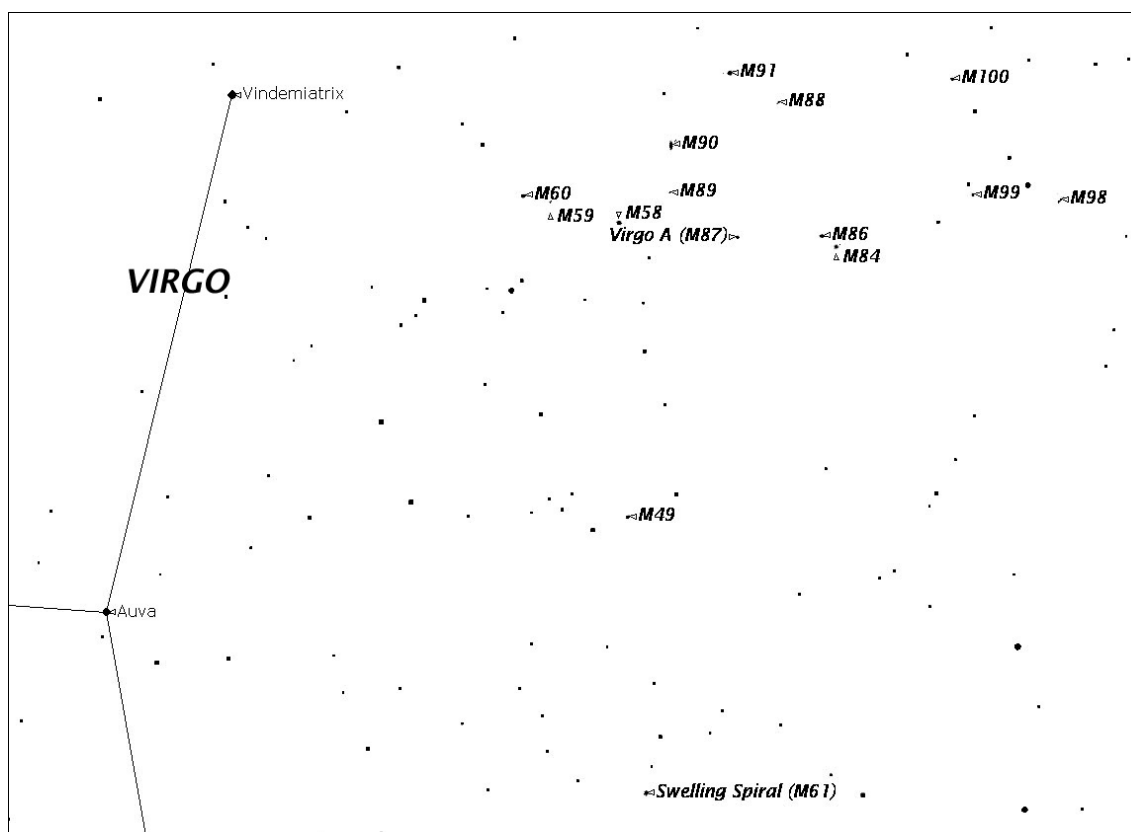 M91
M100
Vindemiatrix
M88
M90
M60
M89
M99
M98
M59
M58
Virgo A (M87)
M86
M84
VIRGO
M49
Auva
Swelling Spiral (M61)